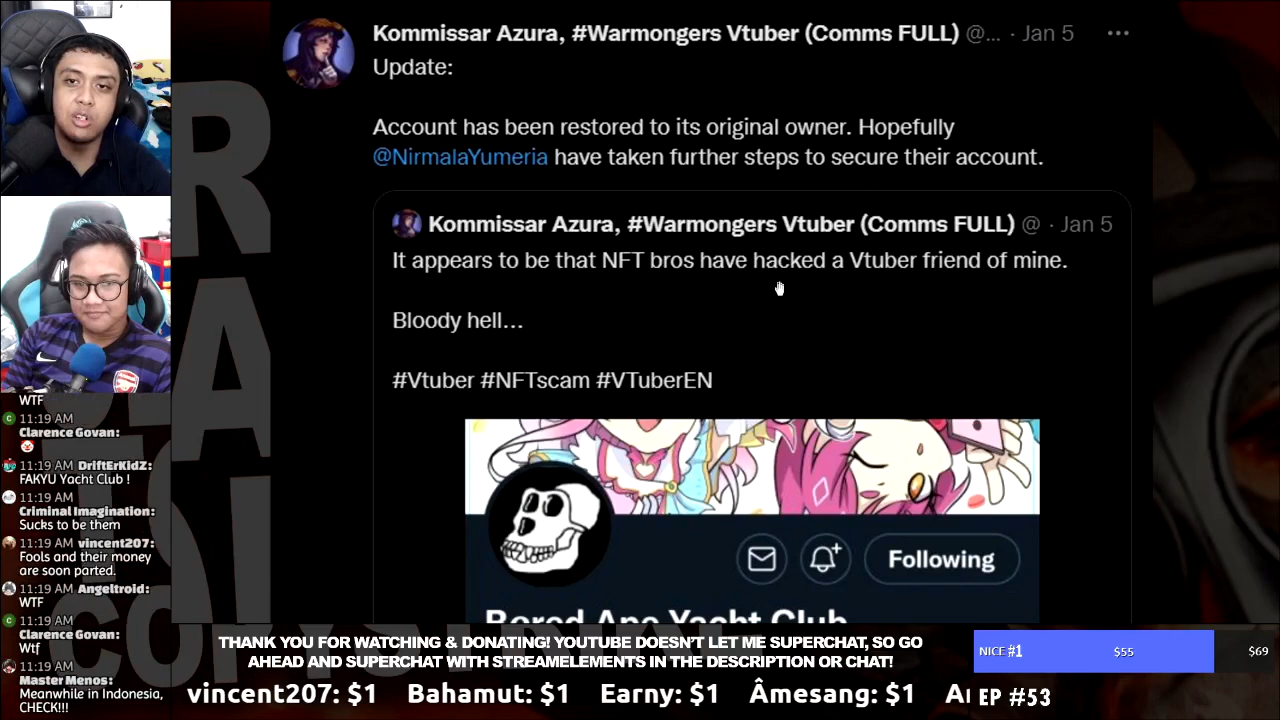 Kommissar Azura, #Warmongers Vtuber (Comms FULL) @... · Jan 5
Update:
Account has been restored to its original owner. Hopefully
@NirmalaYumeria have taken further steps to secure their account.
Kommissar Azura, #Warmongers Vtuber (Comms FULL) @ · Jan 5
It appears to be that NFT bros have hacked a Vtuber friend of mine.
Bloody hell...
#Vtuber #NFTscam #VTuberEN
Following
Bored Ape Yacht Club
WTF
C 11:19 AM
Clarence Govan:
11:19 AM DriftErKidZ:
FAKYU Yacht Club !
11:19 AM
Criminal Imagination:
Sucks to be them
11:19 AM vincent207:
Fools and their money
are soon parted.
11:19 AM Angeltroid:
WTF
C 11:19 AM
Clarence Govan:
Wtf
11:19 AM
Master Menos:
Meanwhile in Indonesia,
CHECK!!!
THANK YOU FOR WATCHING & DONATING! YOUTUBE DOESN'T LET ME SUPERCHAT, SO GO
AHEAD AND SUPERCHAT WITH STREAMELEMENTS IN THE DESCRIPTION OR CHAT!
NICE #1 $55 $69
vincent207: $1 Bahamut: $1 Earny: $1 Âmesang: $1
EP #53